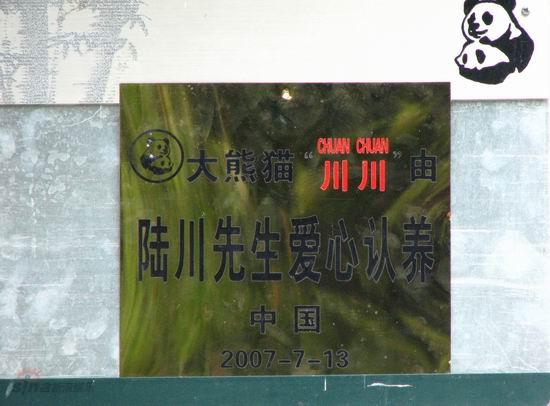 CHUAN CHUAN
大熊猫“川川”由
陆川先生爱心认养
中国
2007-7-13